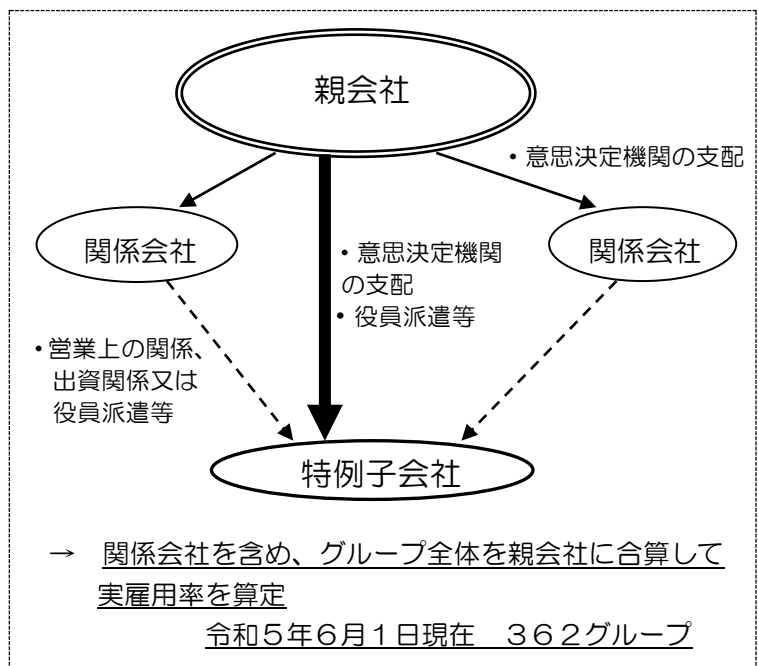 親会社
・意思決定機関の支配
関係会社
関係会社
・意思決定機関
の支配
・役員派遣等
・営業上の関係、
出資関係又は
役員派遣等
特例子会社
→ 関係会社を含め、グループ全体を親会社に合算して
実雇用率を算定
令和５年６月１日現在　３６２グループ